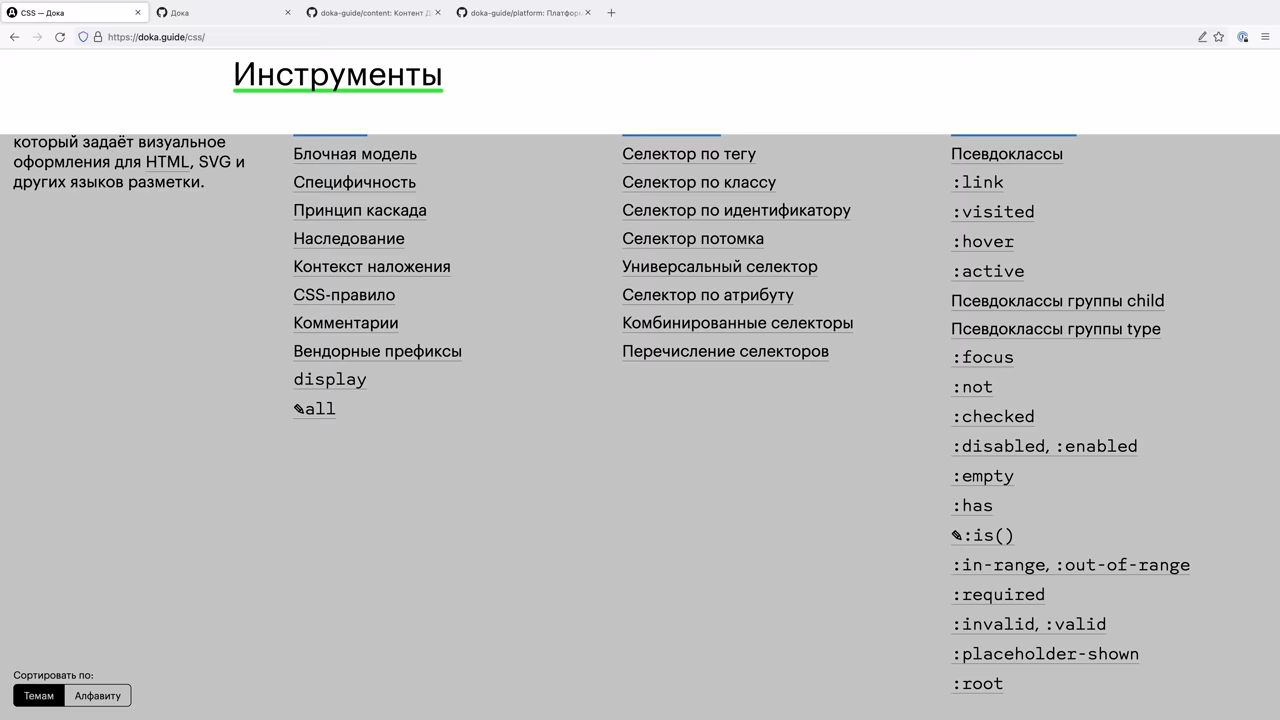 CSS — Дока
Дока
doka-guide/content: Контент Д
doka-guide/platform: Платфор
https://doka.guide/css/
Инструменты
который задаёт визуальное
оформления для HTML, SVG и
других языков разметки.
Блочная модель
Специфичность
Принцип каскада
Наследование
Контекст наложения
CSS-правило
Комментарии
Вендорные префиксы
display
✎all
Селектор по тегу
Селектор по классу
Селектор по идентификатору
Селектор потомка
Универсальный селектор
Селектор по атрибуту
Комбинированные селекторы
Перечисление селекторов
Псевдоклассы
:link
:visited
:hover
:active
Псевдоклассы группы child
Псевдоклассы группы type
:focus
:not
:checked
:disabled, :enabled
:empty
:has
✎:is()
:in-range, :out-of-range
:required
:invalid, :valid
:placeholder-shown
:root
Сортировать по:
Темам
Алфавиту